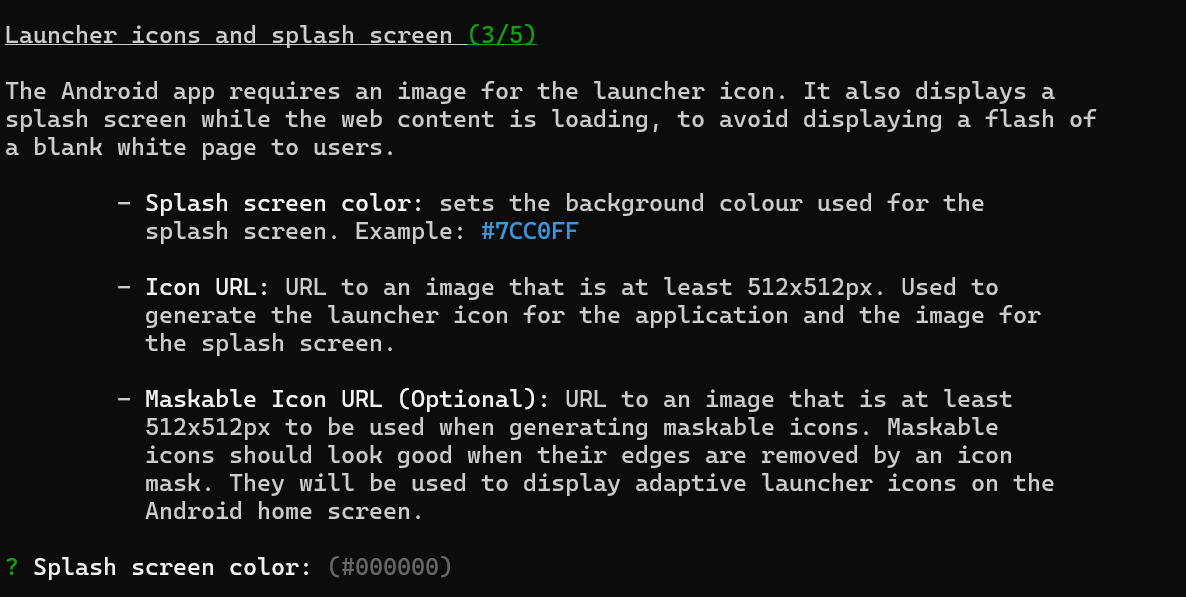 Launcher icons and splash screen (3/5)
The Android app requires an image for the launcher icon. It also displays a
splash screen while the web content is loading, to avoid displaying a flash of
a blank white page to users.
– Splash screen color: sets the background colour used for the
splash screen. Example: #7CC0FF
– Icon URL: URL to an image that is at least 512x512px. Used to
generate the launcher icon for the application and the image for
the splash screen.
– Maskable Icon URL (Optional): URL to an image that is at least
512x512px to be used when generating maskable icons. Maskable
icons should look good when their edges are removed by an icon
mask. They will be used to display adaptive launcher icons on the
Android home screen.
? Splash screen color: (#000000)